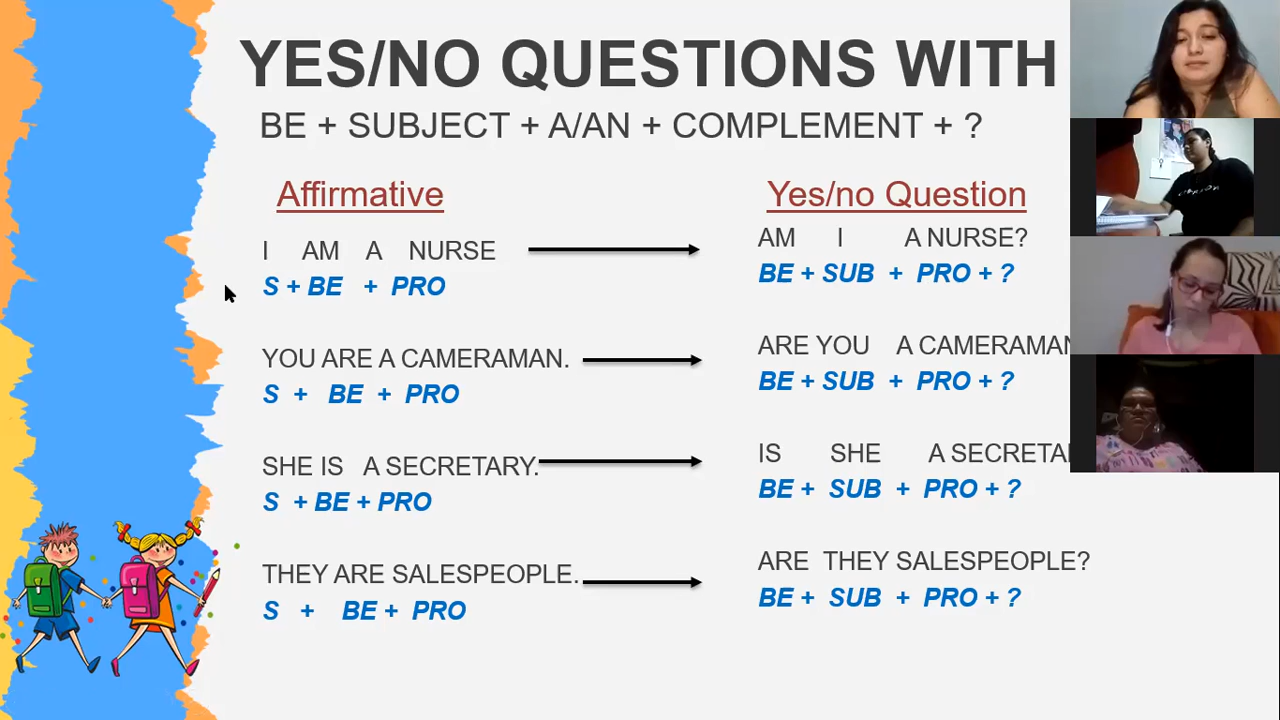 YES/NO QUESTIONS WITH
BE + SUBJECT + A/AN + COMPLEMENT + ?
Affirmative
I AM A NURSE
S + BE + PRO
YOU ARE A CAMERAMAN.
S + BE + PRO
SHE IS A SECRETARY.
S + BE + PRO
THEY ARE SALESPEOPLE.
S + BE + PRO
Yes/no Question
AM I A NURSE?
BE + SUB + PRO + ?
ARE YOU A CAMERAMAN
BE + SUB + PRO + ?
IS SHE A
BE + SUB + PRO + ?
ARE THEY SALESPEOPLE?
BE + SUB + PRO + ?